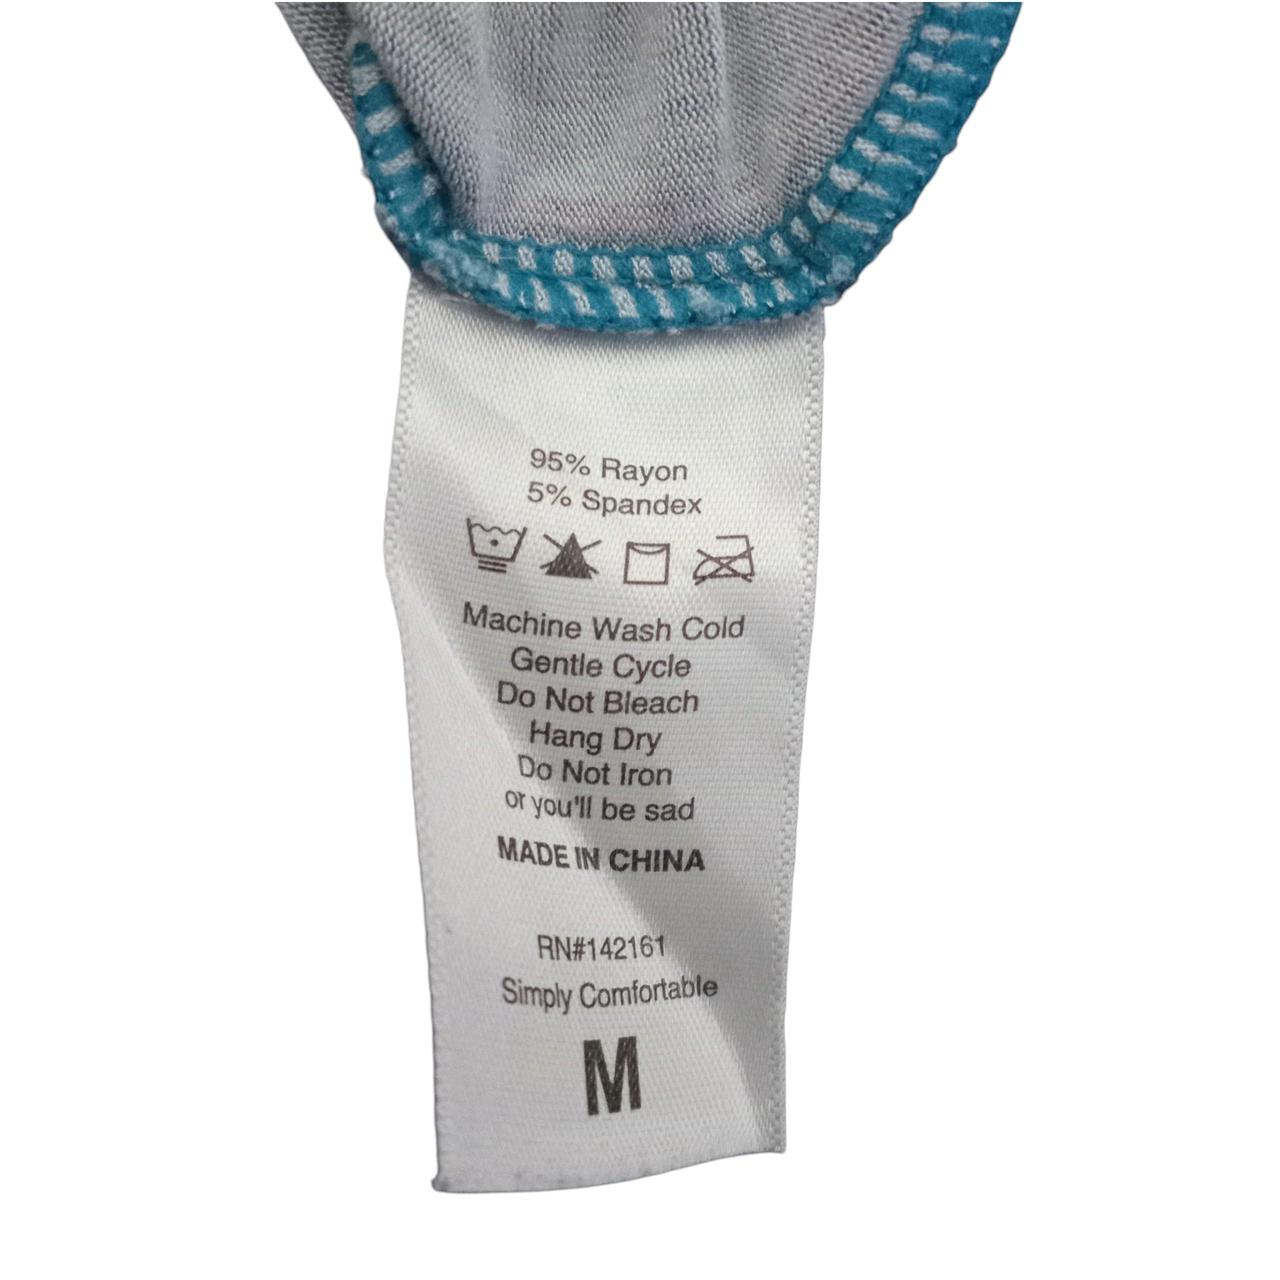 95% Rayon
5% Spandex
Machine Wash Cold
Gentle Cycle
Do Not Bleach
Hang Dry
Do Not Iron
or you'll be sad
MADE IN CHINA
RN#142161
Simply Comfortable
M